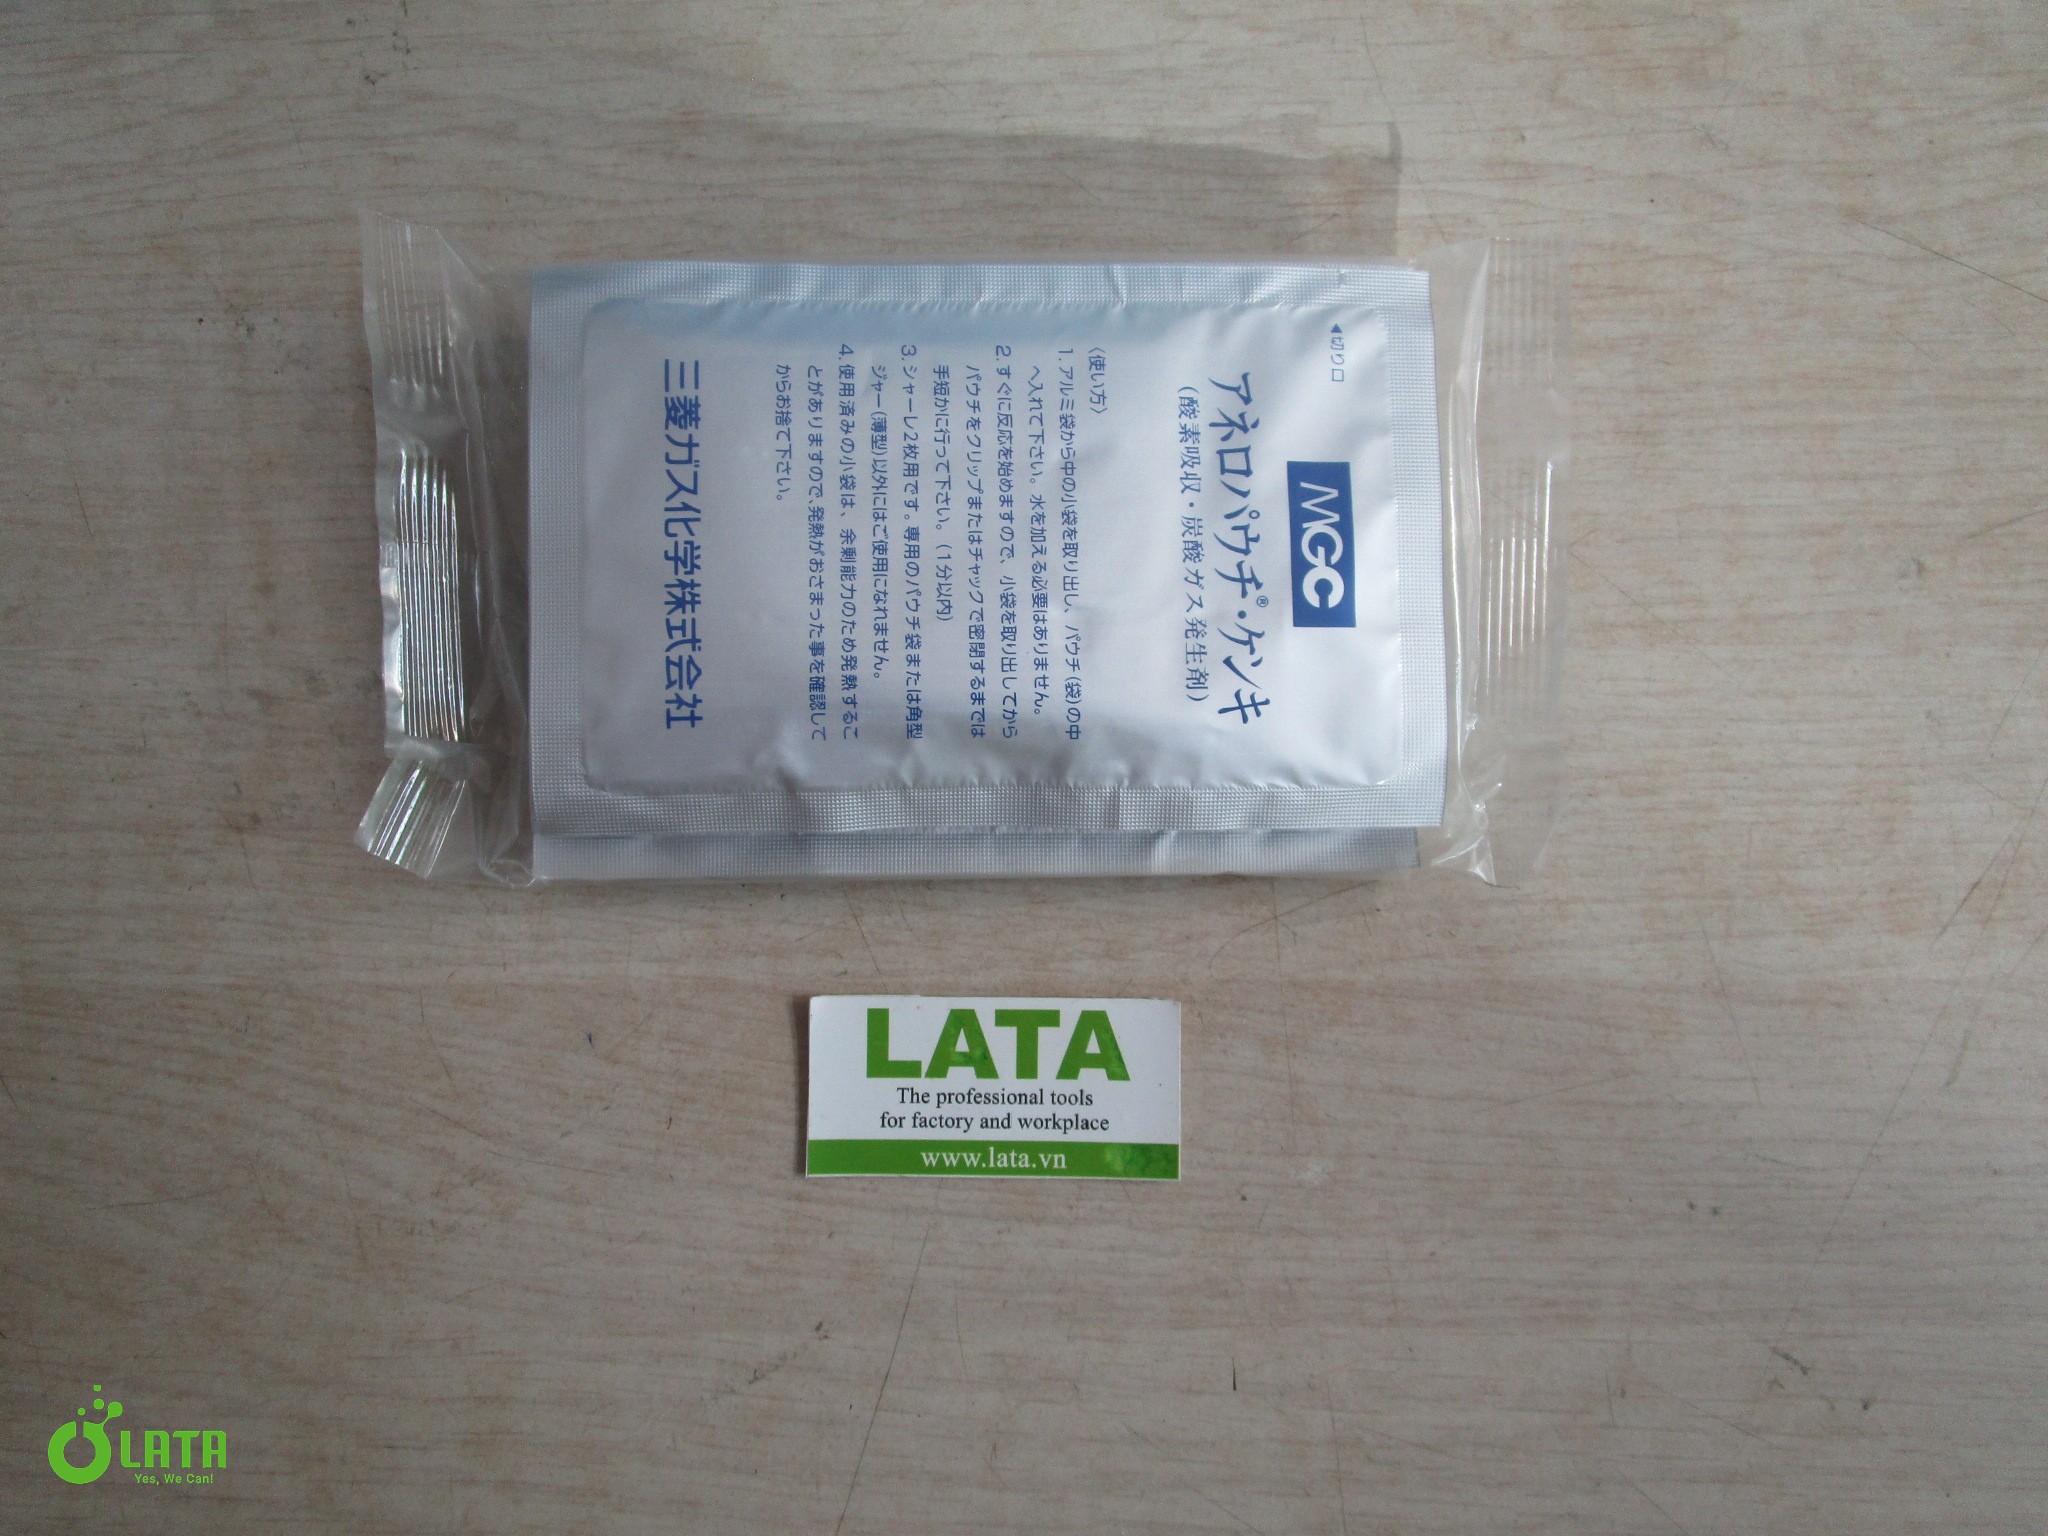 ◀切り口
MGC
アネロパウチ®・ケンキ
(酸素吸収・炭酸ガス発生剤)
〈使い方〉
1. アルミ袋から中の小袋を取り出し、パウチ(袋)の中
へ入れて下さい。水を加える必要はありません。
2. すぐに反応を始めますので、小袋を取り出してから
パウチをクリップまたはチャックで密閉するまでは
手短かに行って下さい。(1分以内)
3. シャーレ2枚用です。専用のパウチ袋または角型
ジャー(薄型)以外にはご使用になれません。
4. 使用済みの小袋は、余剰能力のため発熱するこ
とがありますので、発熱がおさまった事を確認して
からお捨て下さい。
三菱ガス化学株式会社
LATA
The professional tools
for factory and workplace
www.lata.vn
LATA
Yes, We Can!